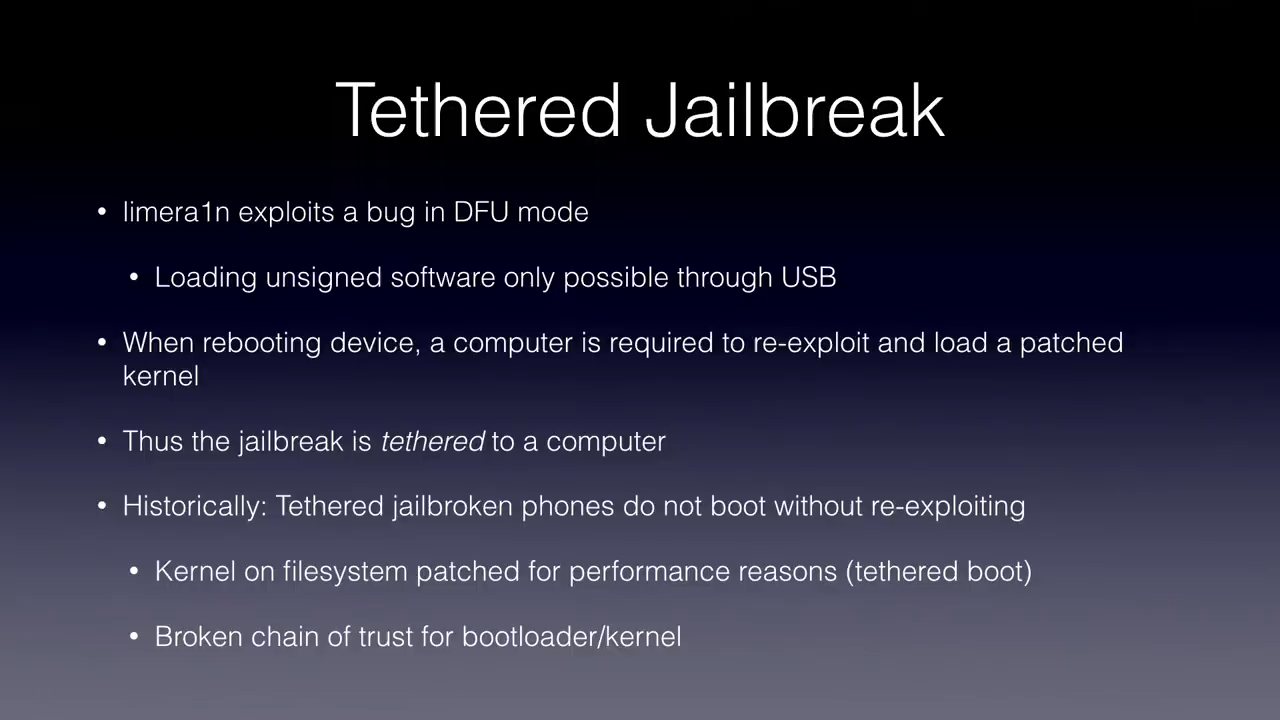 Tethered Jailbreak
• limera1n exploits a bug in DFU mode
• Loading unsigned software only possible through USB
• When rebooting device, a computer is required to re-exploit and load a patched
kernel
• Thus the jailbreak is tethered to a computer
• Historically: Tethered jailbroken phones do not boot without re-exploiting
• Kernel on filesystem patched for performance reasons (tethered boot)
• Broken chain of trust for bootloader/kernel